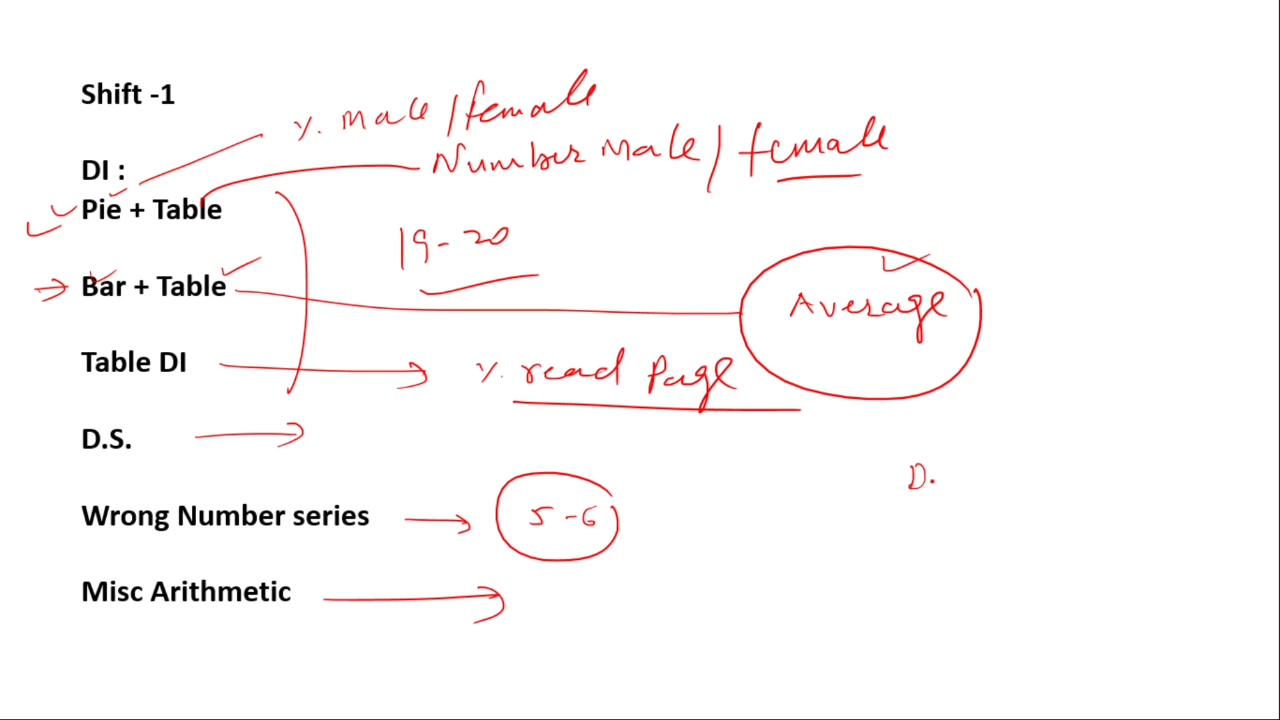 Shift -1
%. male / female
DI :
Number Male / female
Pie + Table
19-20
Bar + Table
Average
Table DI
%. read Page
D.S.
D.
Wrong Number series
5-6
Misc Arithmetic